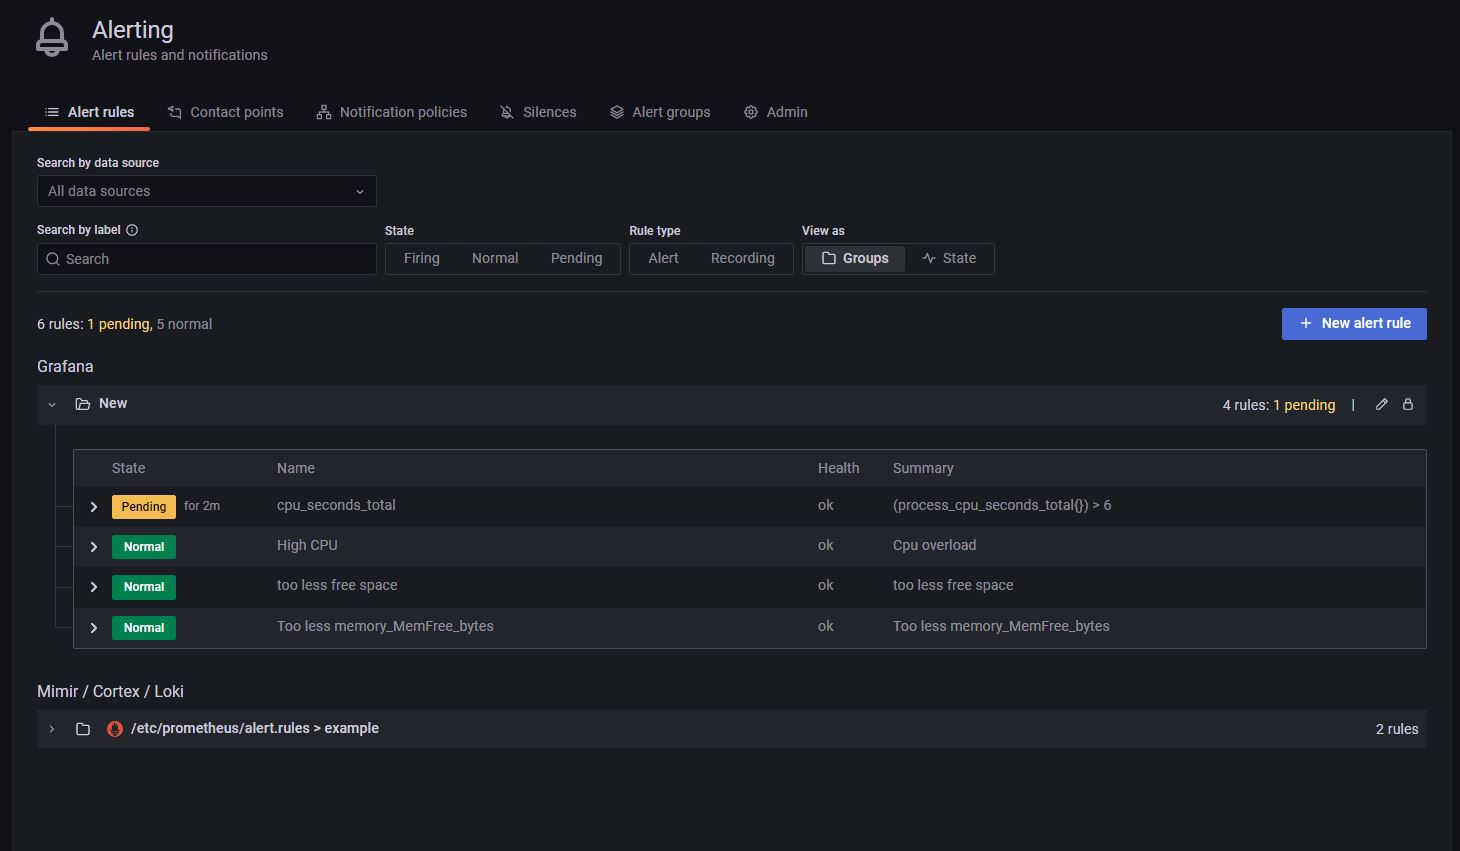 Alerting
Alert rules and notifications
Alert rules Contact points Notification policies Silences Alert groups Admin
Search by data source
All data sources
Search by label State Rule type View as
Search Firing Normal Pending Alert Recording Groups State
6 rules: 1 pending, 5 normal + New alert rule
Grafana
New 4 rules: 1 pending |
State Name Health Summary
Pending for 2m cpu_seconds_total ok (process_cpu_seconds_total{}) > 6
Normal High CPU ok Cpu overload
Normal too less free space ok too less free space
Normal Too less memory_MemFree_bytes ok Too less memory_MemFree_bytes
Mimir / Cortex / Loki
/etc/prometheus/alert.rules > example 2 rules